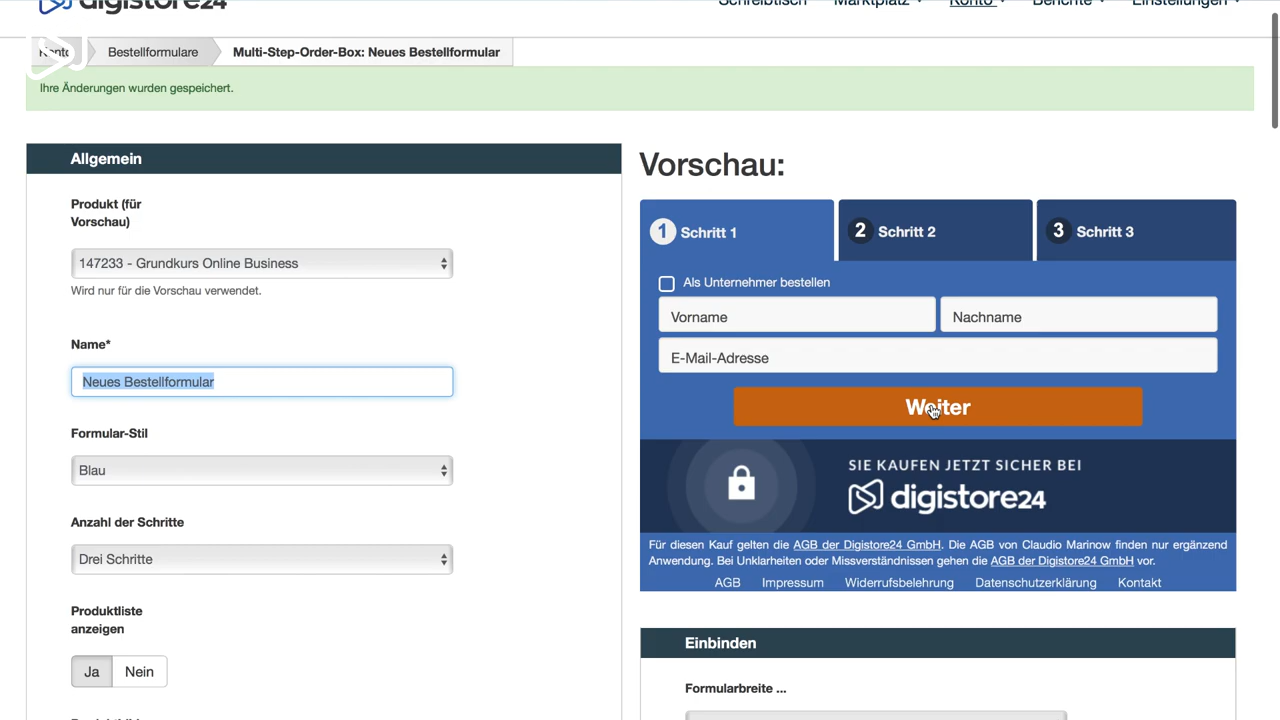 digistore24
Schreibtisch Marktplatz Konto Berichte Einstellungen
Konto Bestellformulare Multi-Step-Order-Box: Neues Bestellformular
Ihre Änderungen wurden gespeichert.
Allgemein
Produkt (für
Vorschau)
147233 - Grundkurs Online Business
Wird nur für die Vorschau verwendet.
Name*
Neues Bestellformular
Formular-Stil
Blau
Anzahl der Schritte
Drei Schritte
Produktliste
anzeigen
Ja Nein
Vorschau:
1 Schritt 1 2 Schritt 2 3 Schritt 3
Als Unternehmer bestellen
Vorname Nachname
E-Mail-Adresse
Weiter
SIE KAUFEN JETZT SICHER BEI
digistore24
Für diesen Kauf gelten die AGB der Digistore24 GmbH. Die AGB von Claudio Marinow finden nur ergänzend
Anwendung. Bei Unklarheiten oder Missverständnissen gehen die AGB der Digistore24 GmbH vor.
AGB Impressum Widerrufsbelehrung Datenschutzerklärung Kontakt
Einbinden
Formularbreite ...